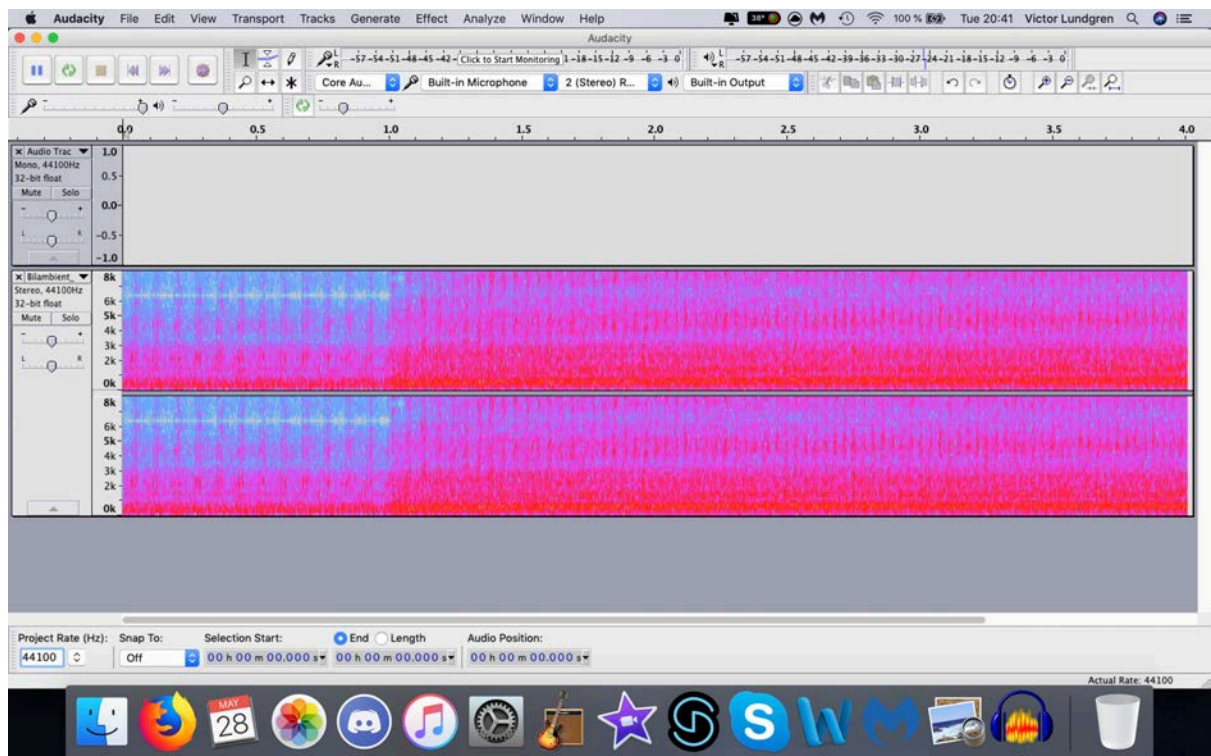 Audacity File Edit View Transport Tracks Generate Effect Analyze Window Help 38° 100 % Tue 20:41 Victor Lundgren
Audacity
L R -57 -54 -51 -48 -45 -42 - Click to Start Monitoring 1 -18 -15 -12 -9 -6 -3 0 L R -57 -54 -51 -48 -45 -42 -39 -36 -33 -30 -27 -24 -21 -18 -15 -12 -9 -6 -3 0
Core Au... Built-in Microphone 2 (Stereo) R... Built-in Output
0.0 0.5 1.0 1.5 2.0 2.5 3.0 3.5 4.0
Audio Trac 1.0
Mono, 44100Hz
32-bit float 0.5
Mute Solo
- + 0.0
L R -0.5
-1.0
Bilambient_ 8k
Stereo, 44100Hz
32-bit float 6k
Mute Solo 5k
4k
- + 3k
L R 2k
0k
8k
6k
5k
4k
3k
2k
0k
Project Rate (Hz): Snap To: Selection Start: End Length Audio Position:
44100 Off 00 h 00 m 00.000 s 00 h 00 m 00.000 s 00 h 00 m 00.000 s
Actual Rate: 44100
MAY
28